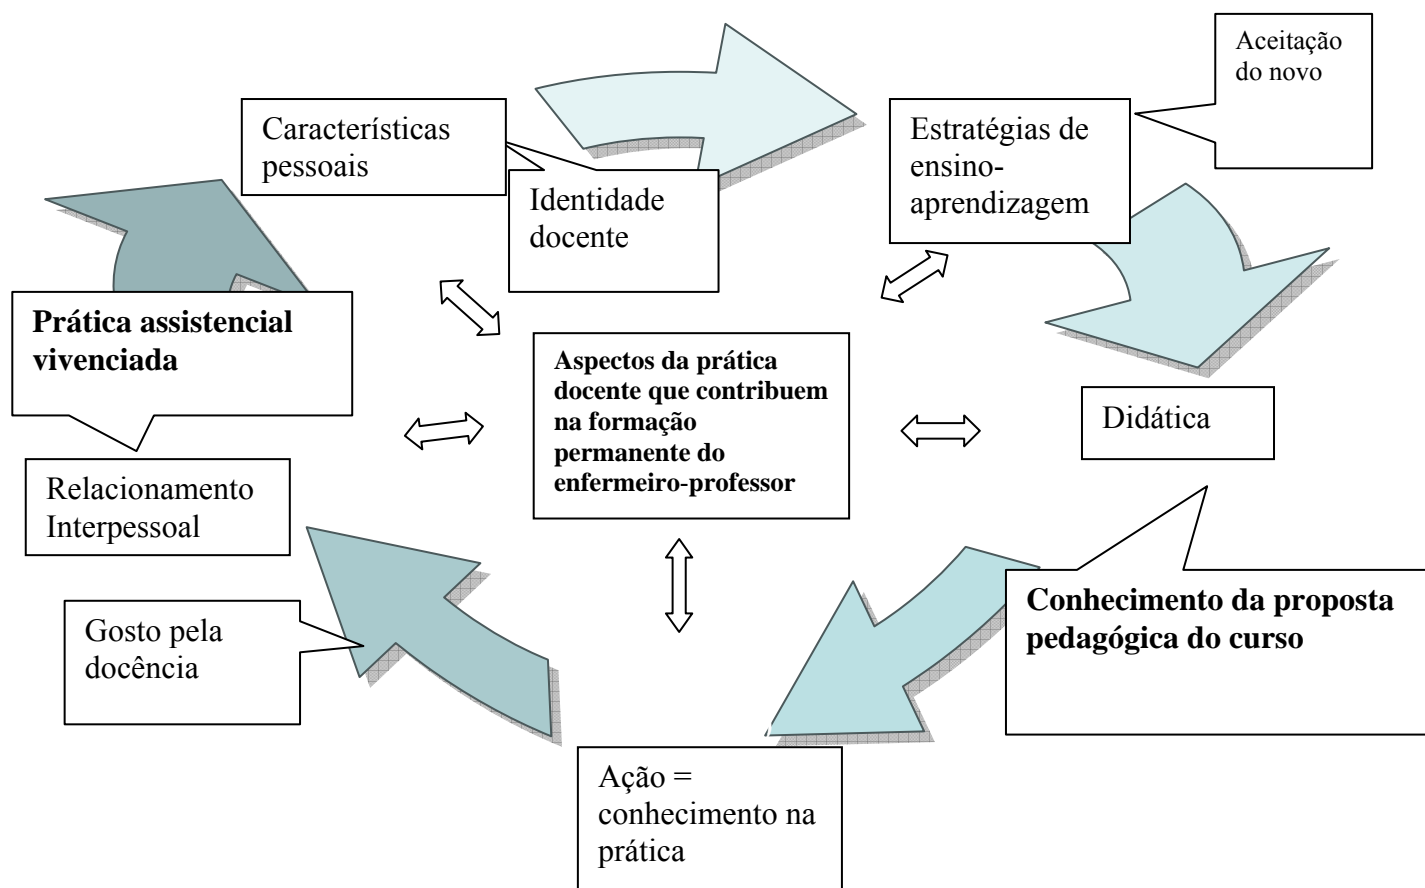 Aceitação
do novo
Características
pessoais
Estratégias de
ensino-
aprendizagem
Identidade
docente
Prática assistencial
vivenciada
Aspectos da prática
docente que contribuem
na formação
permanente do
enfermeiro-professor
Didática
Relacionamento
Interpessoal
Conhecimento da proposta
pedagógica do curso
Gosto pela
docência
Ação =
conhecimento na
prática